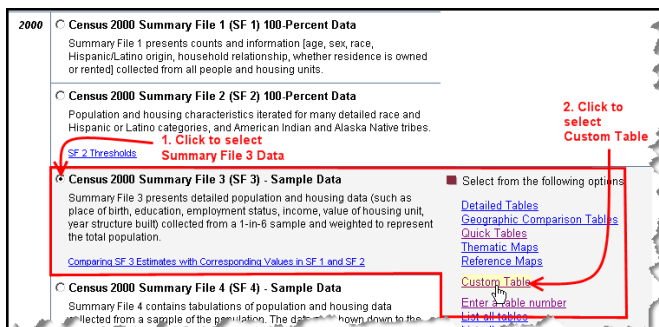 2000
Census 2000 Summary File 1 (SF 1) 100-Percent Data
Summary File 1 presents counts and information [age, sex, race,
Hispanic/Latino origin, household relationship, whether residence is owned
or rented] collected from all people and housing units.
Census 2000 Summary File 2 (SF 2) 100-Percent Data
Population and housing characteristics iterated for many detailed race and
Hispanic or Latino categories, and American Indian and Alaska Native tribes.
SF 2 Thresholds
1. Click to select
Summary File 3 Data
2. Click to
select
Custom Table
Census 2000 Summary File 3 (SF 3) - Sample Data
Summary File 3 presents detailed population and housing data (such as
place of birth, education, employment status, income, value of housing unit,
year structure built) collected from a 1-in-6 sample and weighted to represent
the total population.
Comparing SF 3 Estimates with Corresponding Values in SF 1 and SF 2
Select from the following options
Detailed Tables
Geographic Comparison Tables
Quick Tables
Thematic Maps
Reference Maps
Custom Table
Enter a table number
List all tables
Census 2000 Summary File 4 (SF 4) - Sample Data
Summary File 4 contains tabulations of population and housing data
collected from a sample of the population. The data shown down to the